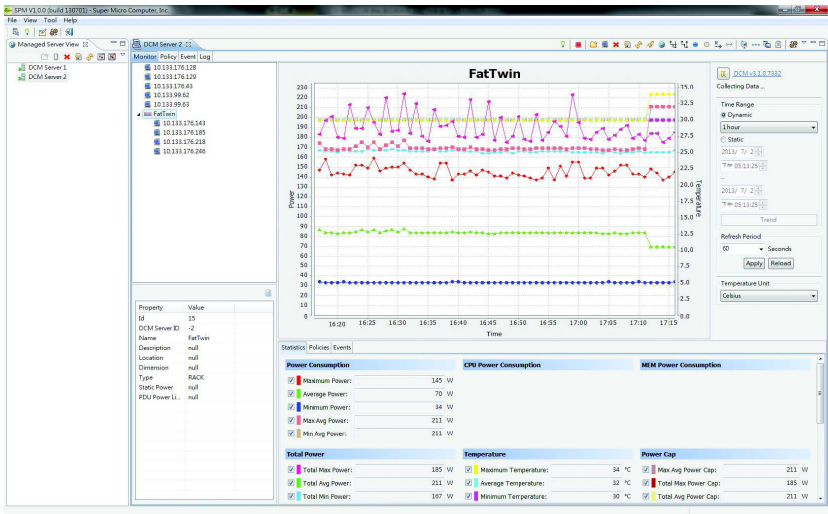 SPM V1.0.0 (build 130701) - Super Micro Computer, Inc.
File View Tool Help
Managed Server View
DCM Server 1
DCM Server 2
DCM Server 2
Monitor Policy Event Log
10.133.176.128
10.133.176.129
10.133.176.43
10.133.99.62
10.133.99.63
FatTwin
10.133.176.143
10.133.176.185
10.133.176.218
10.133.176.246
Property Value
Id 15
DCM Server ID -2
Name FatTwin
Description null
Location null
Dimension null
Type RACK
Static Power null
PDU Power Li... null
FatTwin
Power
230
220
210
200
190
180
170
160
150
140
130
120
110
100
90
80
70
60
50
40
30
20
10
0
35.0
32.5
30.0
27.5
25.0
22.5
20.0
17.5
15.0
12.5
10.0
7.5
5.0
2.5
0.0
Temperature
16:20 16:25 16:30 16:35 16:40 16:45 16:50 16:55 17:00 17:05 17:10 17:15
Time
DCM v3.1.0.7332
Collecting Data ...
Time Range
Dynamic
1hour
Static
2013/ 7/ 2
下午 05:13:25
~
2013/ 7/ 2
下午 05:13:25
Trend
Refresh Period
60 Seconds
Apply Reload
Temperature Unit
Celsius
Statistics Policies Events
Power Consumption
Maximum Power: 145 W
Average Power: 70 W
Minimum Power: 34 W
Max Avg Power: 211 W
Min Avg Power: 211 W
CPU Power Consumption
MEM Power Consumption
Total Power
Total Max Power: 185 W
Total Avg Power: 211 W
Total Min Power: 167 W
Temperature
Maximum Temperature: 34 °C
Average Temperature: 32 °C
Minimum Temperature: 30 °C
Power Cap
Max Avg Power Cap: 211 W
Total Max Power Cap: 185 W
Total Avg Power Cap: 211 W